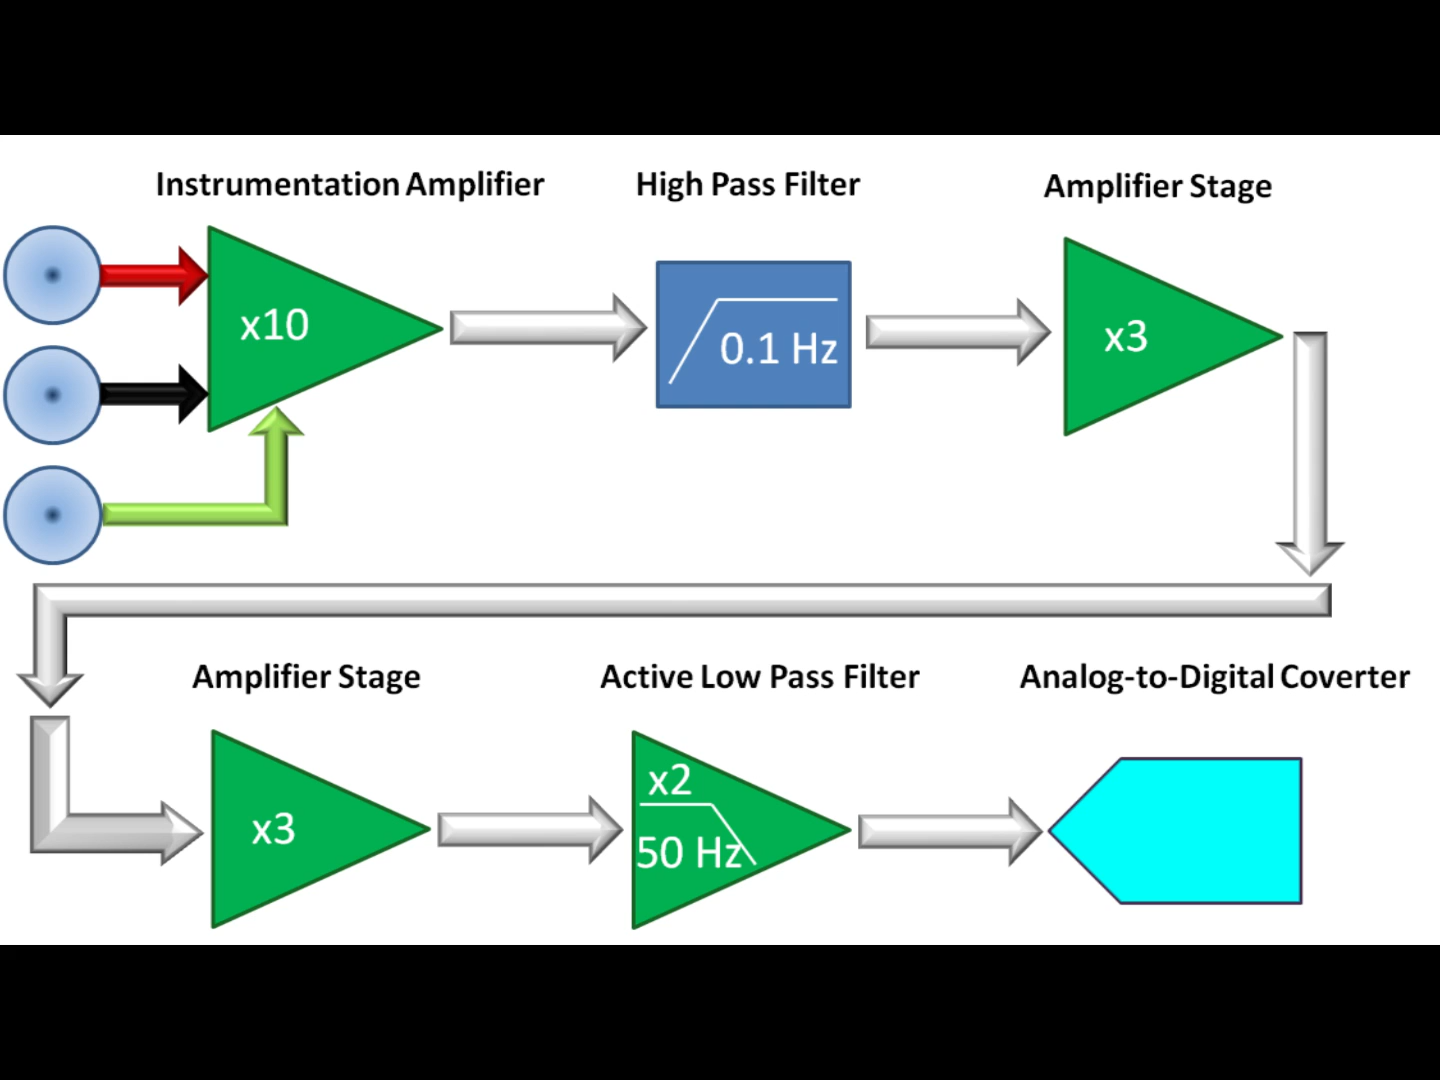 Instrumentation Amplifier
High Pass Filter
Amplifier Stage
x10
0.1 Hz
x3
Amplifier Stage
Active Low Pass Filter
Analog-to-Digital Coverter
x3
x2
50 Hz